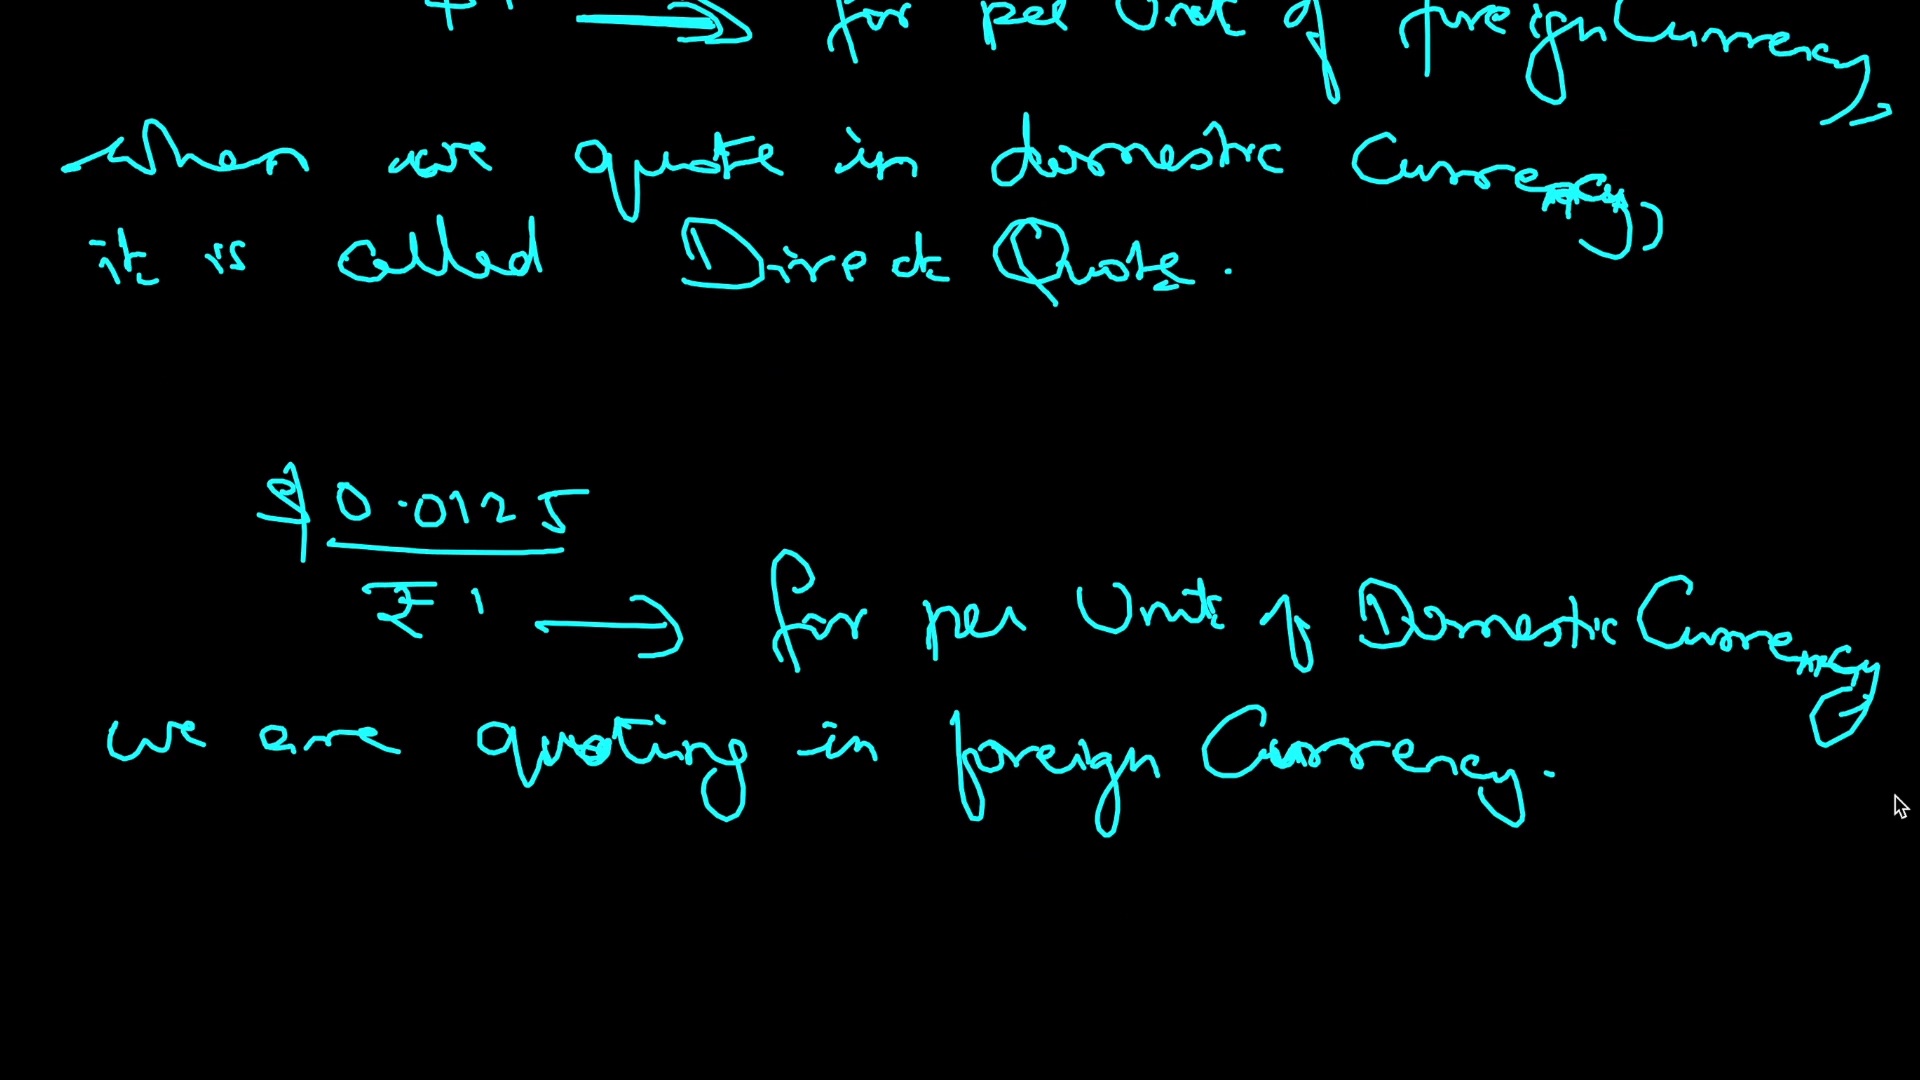 $1 → for per Unit of foreign Currency,
when we quote in domestic Currency,
it is called Direct Quote.
$0.0125
₹1 → for per Unit of Domestic Currency
we are quoting in foreign Currency.